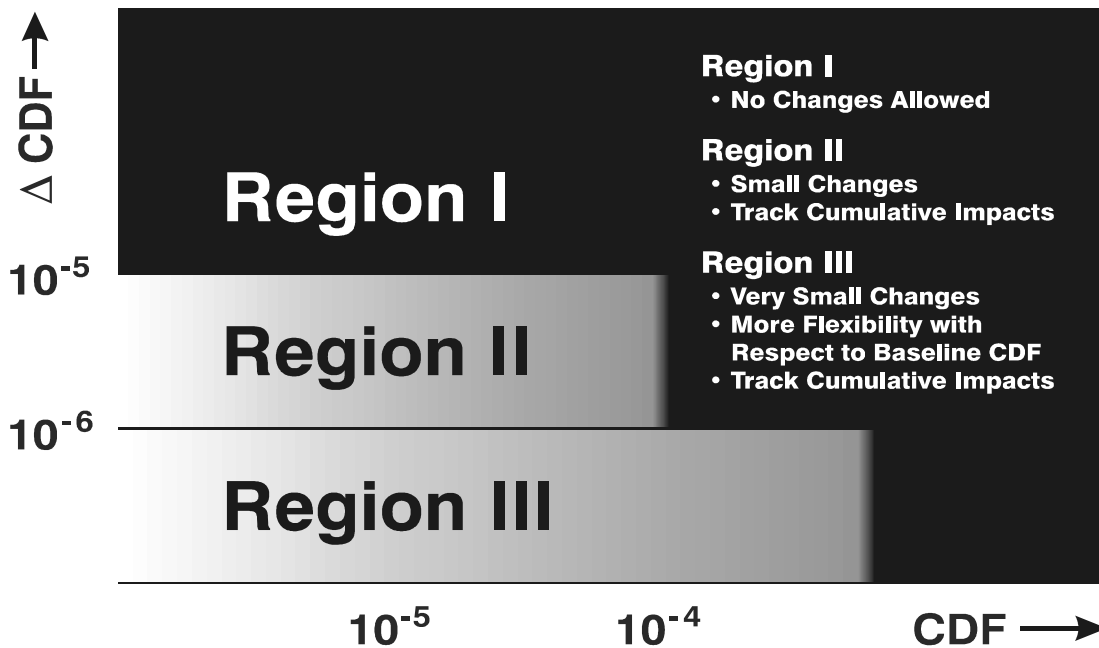 Δ CDF →
Region I
• No Changes Allowed
Region II
• Small Changes
• Track Cumulative Impacts
Region III
• Very Small Changes
• More Flexibility with
Respect to Baseline CDF
• Track Cumulative Impacts
Region I
10⁻⁵
Region II
10⁻⁶
Region III
10⁻⁵
10⁻⁴
CDF →